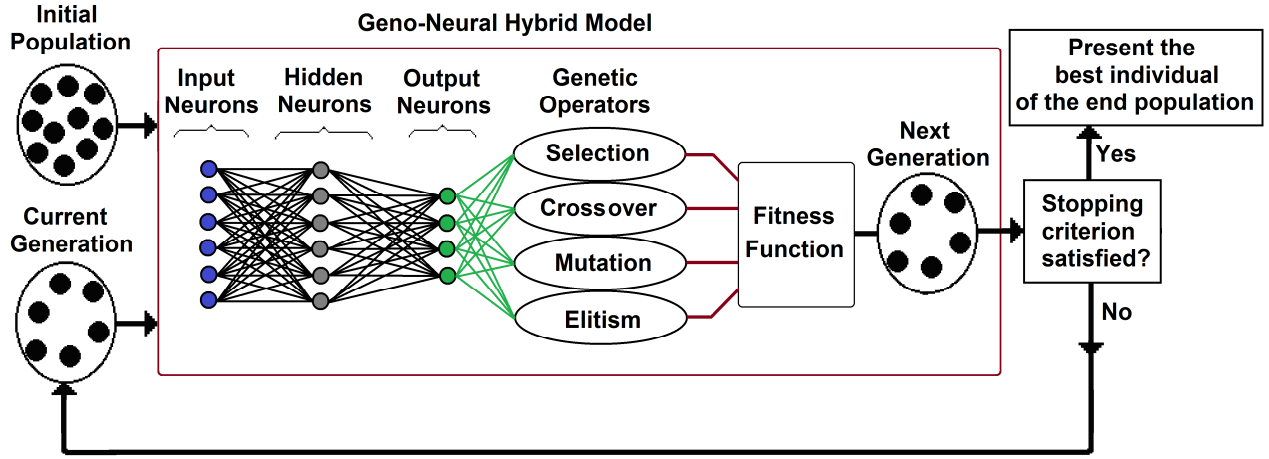 Initial
Population
Geno-Neural Hybrid Model
Input
Neurons
Hidden
Neurons
Output
Neurons
Genetic
Operators
Selection
Crossover
Mutation
Elitism
Fitness
Function
Next
Generation
Present the
best individual
of the end population
Yes
Stopping
criterion
satisfied?
No
Current
Generation